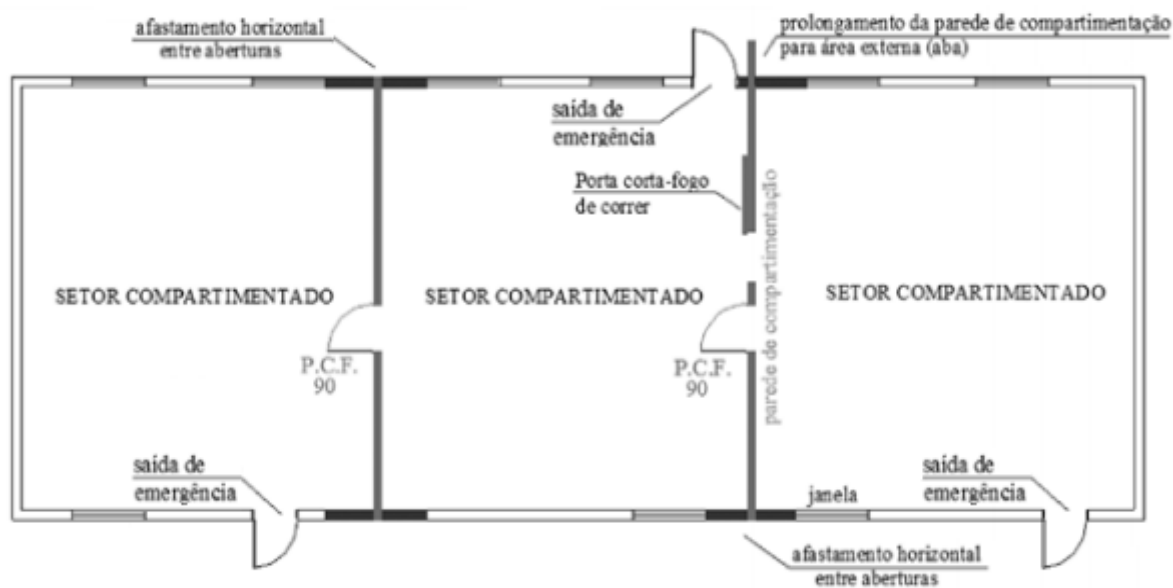 afastamento horizontal
entre aberturas
prolongamento da parede de compartimentação
para área externa (aba)
saída de
emergência
Porta corta-fogo
de correr
parede de compartimentação
SETOR COMPARTIMENTADO
SETOR COMPARTIMENTADO
SETOR COMPARTIMENTADO
P.C.F.
90
P.C.F.
90
saída de
emergência
janela
saída de
emergência
afastamento horizontal
entre aberturas